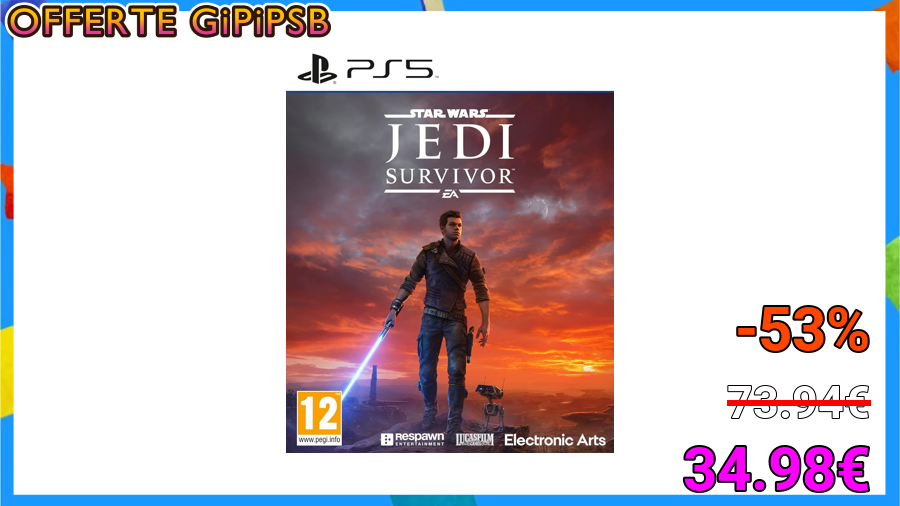 OFFERTE GiPiPSB
PS5
STAR WARS
JEDI
SURVIVOR
EA
12
www.pegi.info
Respawn
ENTERTAINMENT
LUCASFILM
Electronic Arts
-53%
73.94€
34.98€